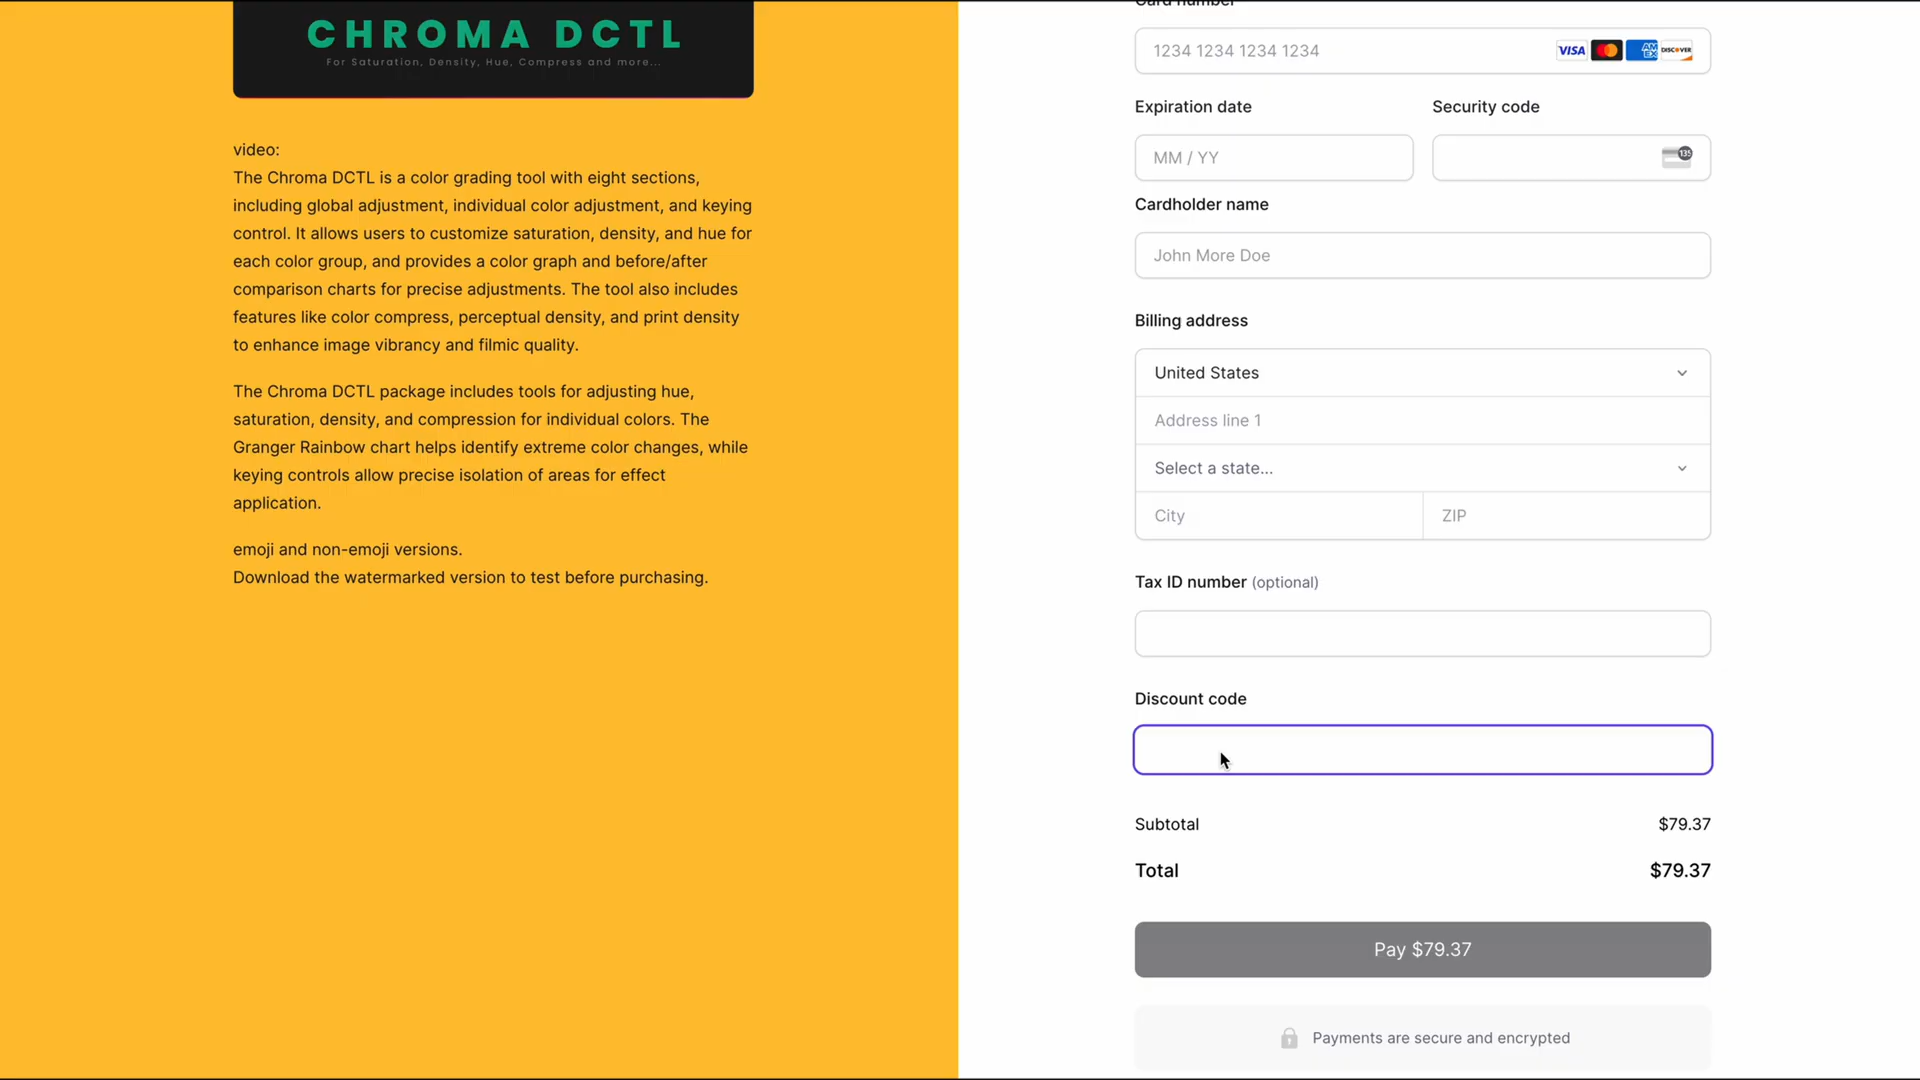 CHROMA DCTL
For Saturation, Density, Hue, Compress and more...
video:
The Chroma DCTL is a color grading tool with eight sections,
including global adjustment, individual color adjustment, and keying
control. It allows users to customize saturation, density, and hue for
each color group, and provides a color graph and before/after
comparison charts for precise adjustments. The tool also includes
features like color compress, perceptual density, and print density
to enhance image vibrancy and filmic quality.
The Chroma DCTL package includes tools for adjusting hue,
saturation, density, and compression for individual colors. The
Granger Rainbow chart helps identify extreme color changes, while
keying controls allow precise isolation of areas for effect
application.
emoji and non-emoji versions.
Download the watermarked version to test before purchasing.
Card number
1234 1234 1234 1234
VISA
AM EX
DISCOVER
Expiration date
Security code
MM / YY
135
Cardholder name
John More Doe
Billing address
United States
Address line 1
Select a state...
City
ZIP
Tax ID number (optional)
Discount code
Subtotal
$79.37
Total
$79.37
Pay $79.37
Payments are secure and encrypted